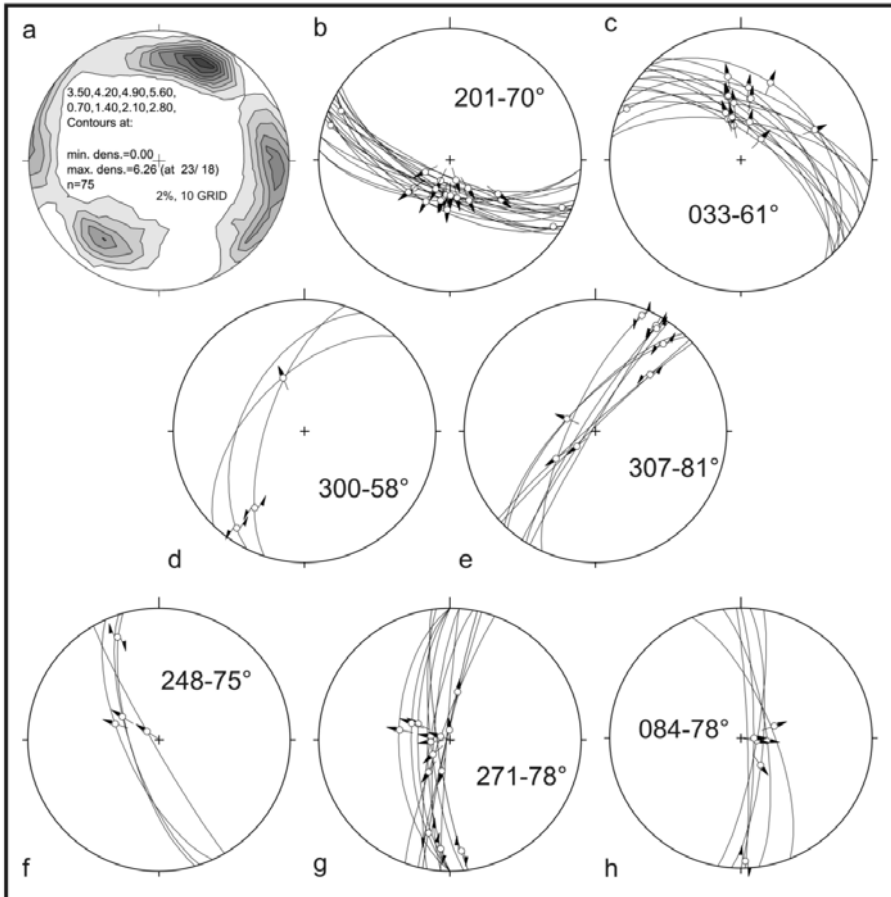 a
3.50,4.20,4.90,5.60,
0.70,1.40,2.10,2.80,
Contours at:
min. dens.=0.00
max. dens.=6.26 (at 23/ 18)
n=75
2%, 10 GRID
b
201-70°
c
033-61°
300-58°
d
307-81°
e
248-75°
f
271-78°
g
084-78°
h